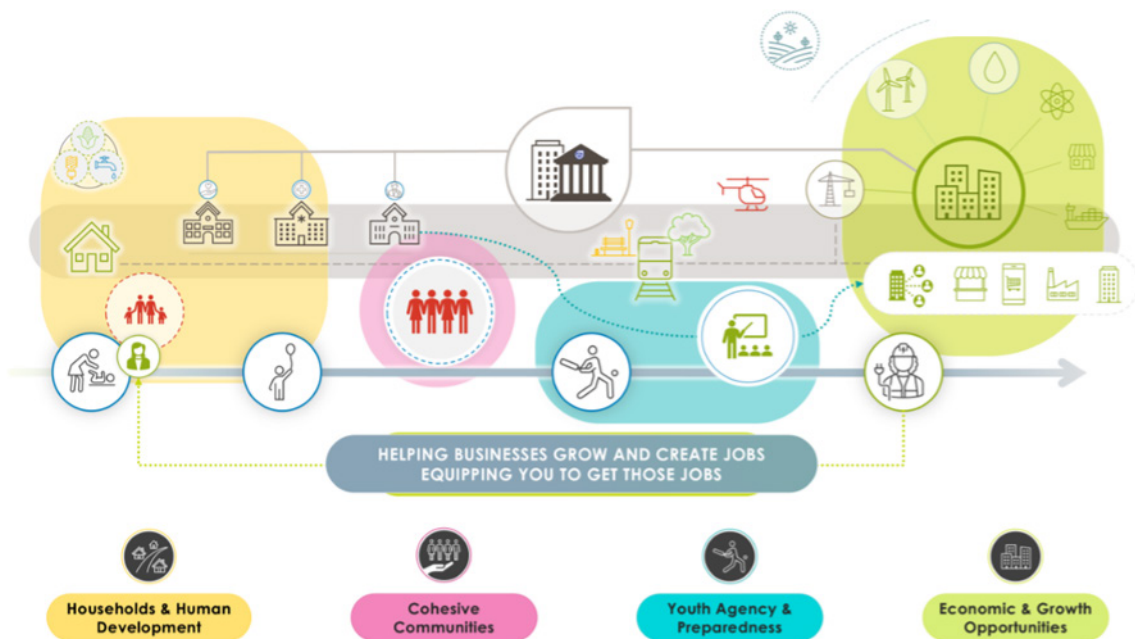 HELPING BUSINESSES GROW AND CREATE JOBS
EQUIPPING YOU TO GET THOSE JOBS
Households & Human
Development
Cohesive
Communities
Youth Agency &
Preparedness
Economic & Growth
Opportunities